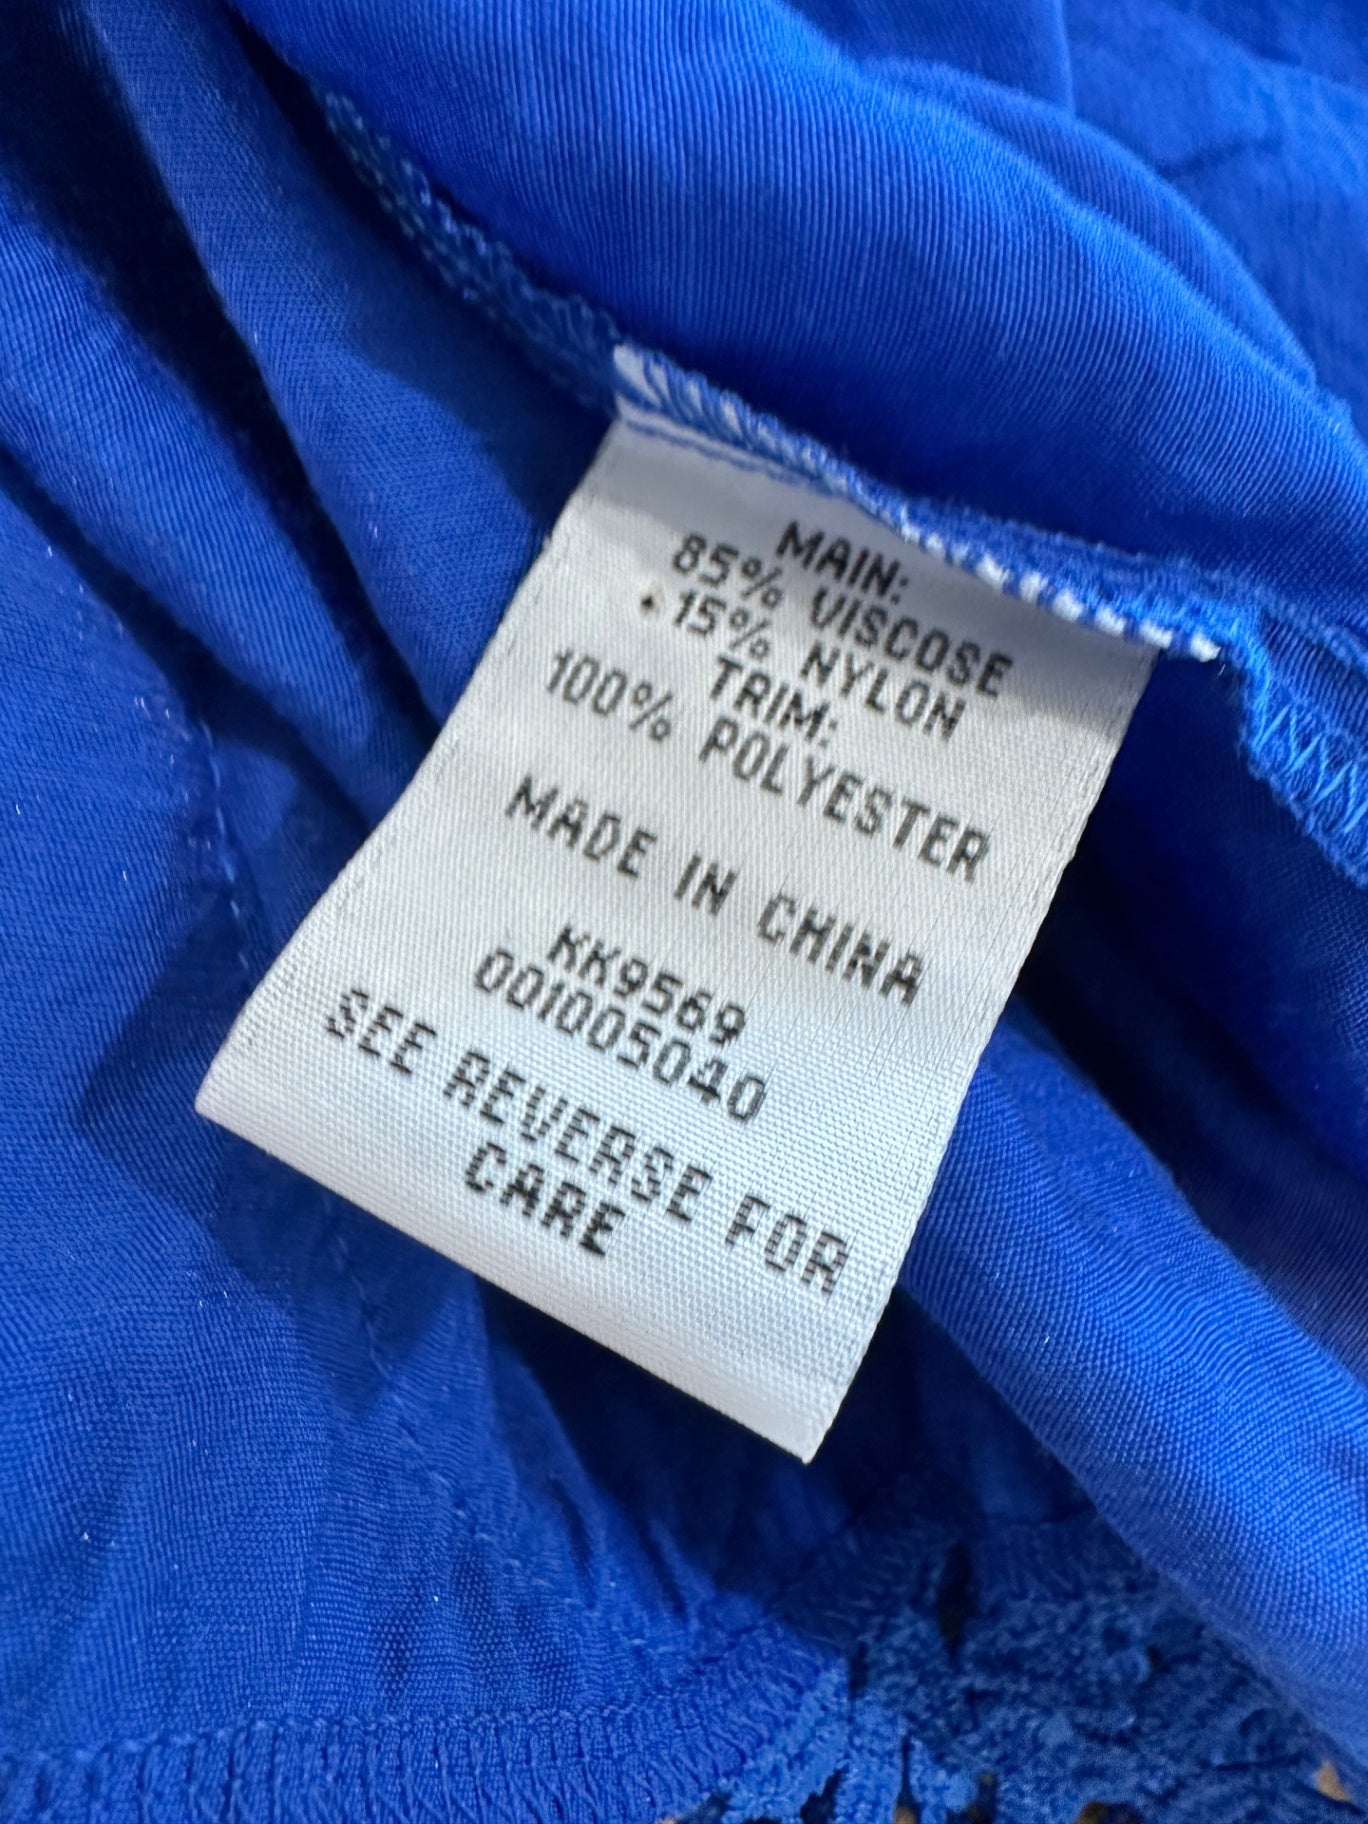 MAIN:
85% VISCOSE
15% NYLON
TRIM:
100% POLYESTER
MADE IN CHINA
KK9569
001005040
SEE REVERSE FOR
CARE